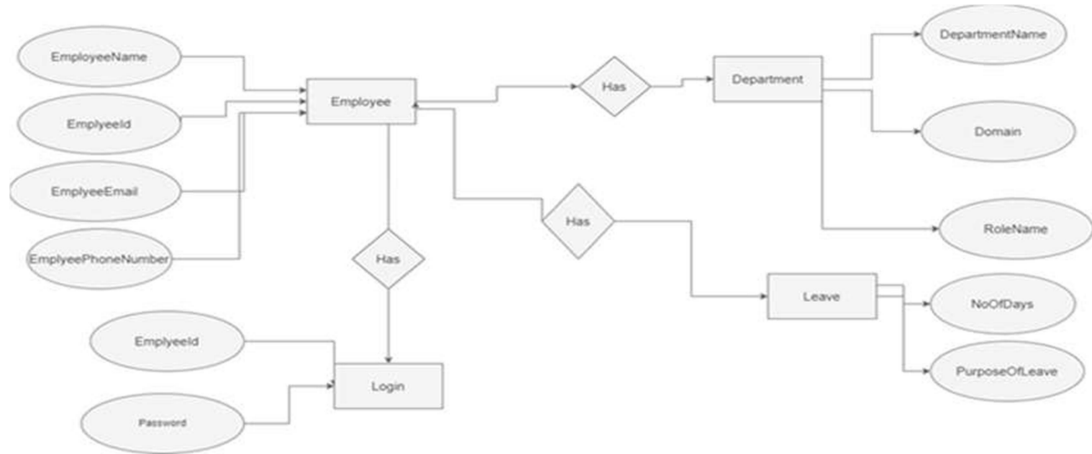 EmployeeName
EmplyeeId
EmplyeeEmail
EmplyeePhoneNumber
Employee
Has
Department
DepartmentName
Domain
RoleName
Has
Has
Leave
NoOfDays
PurposeOfLeave
EmplyeeId
Password
Login